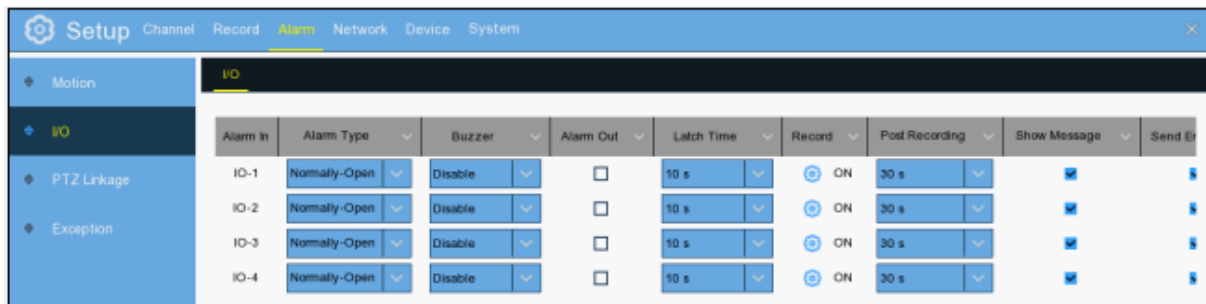 Setup Channel Record Alarm Network Device System
Motion
I/O
PTZ Linkage
Exception
I/O
Alarm In Alarm Type Buzzer Alarm Out Latch Time Record Post Recording Show Message Send
IO-1 Normally-Open Disable 10 s ON 30 s
IO-2 Normally-Open Disable 10 s ON 30 s
IO-3 Normally-Open Disable 10 s ON 30 s
IO-4 Normally-Open Disable 10 s ON 30 s